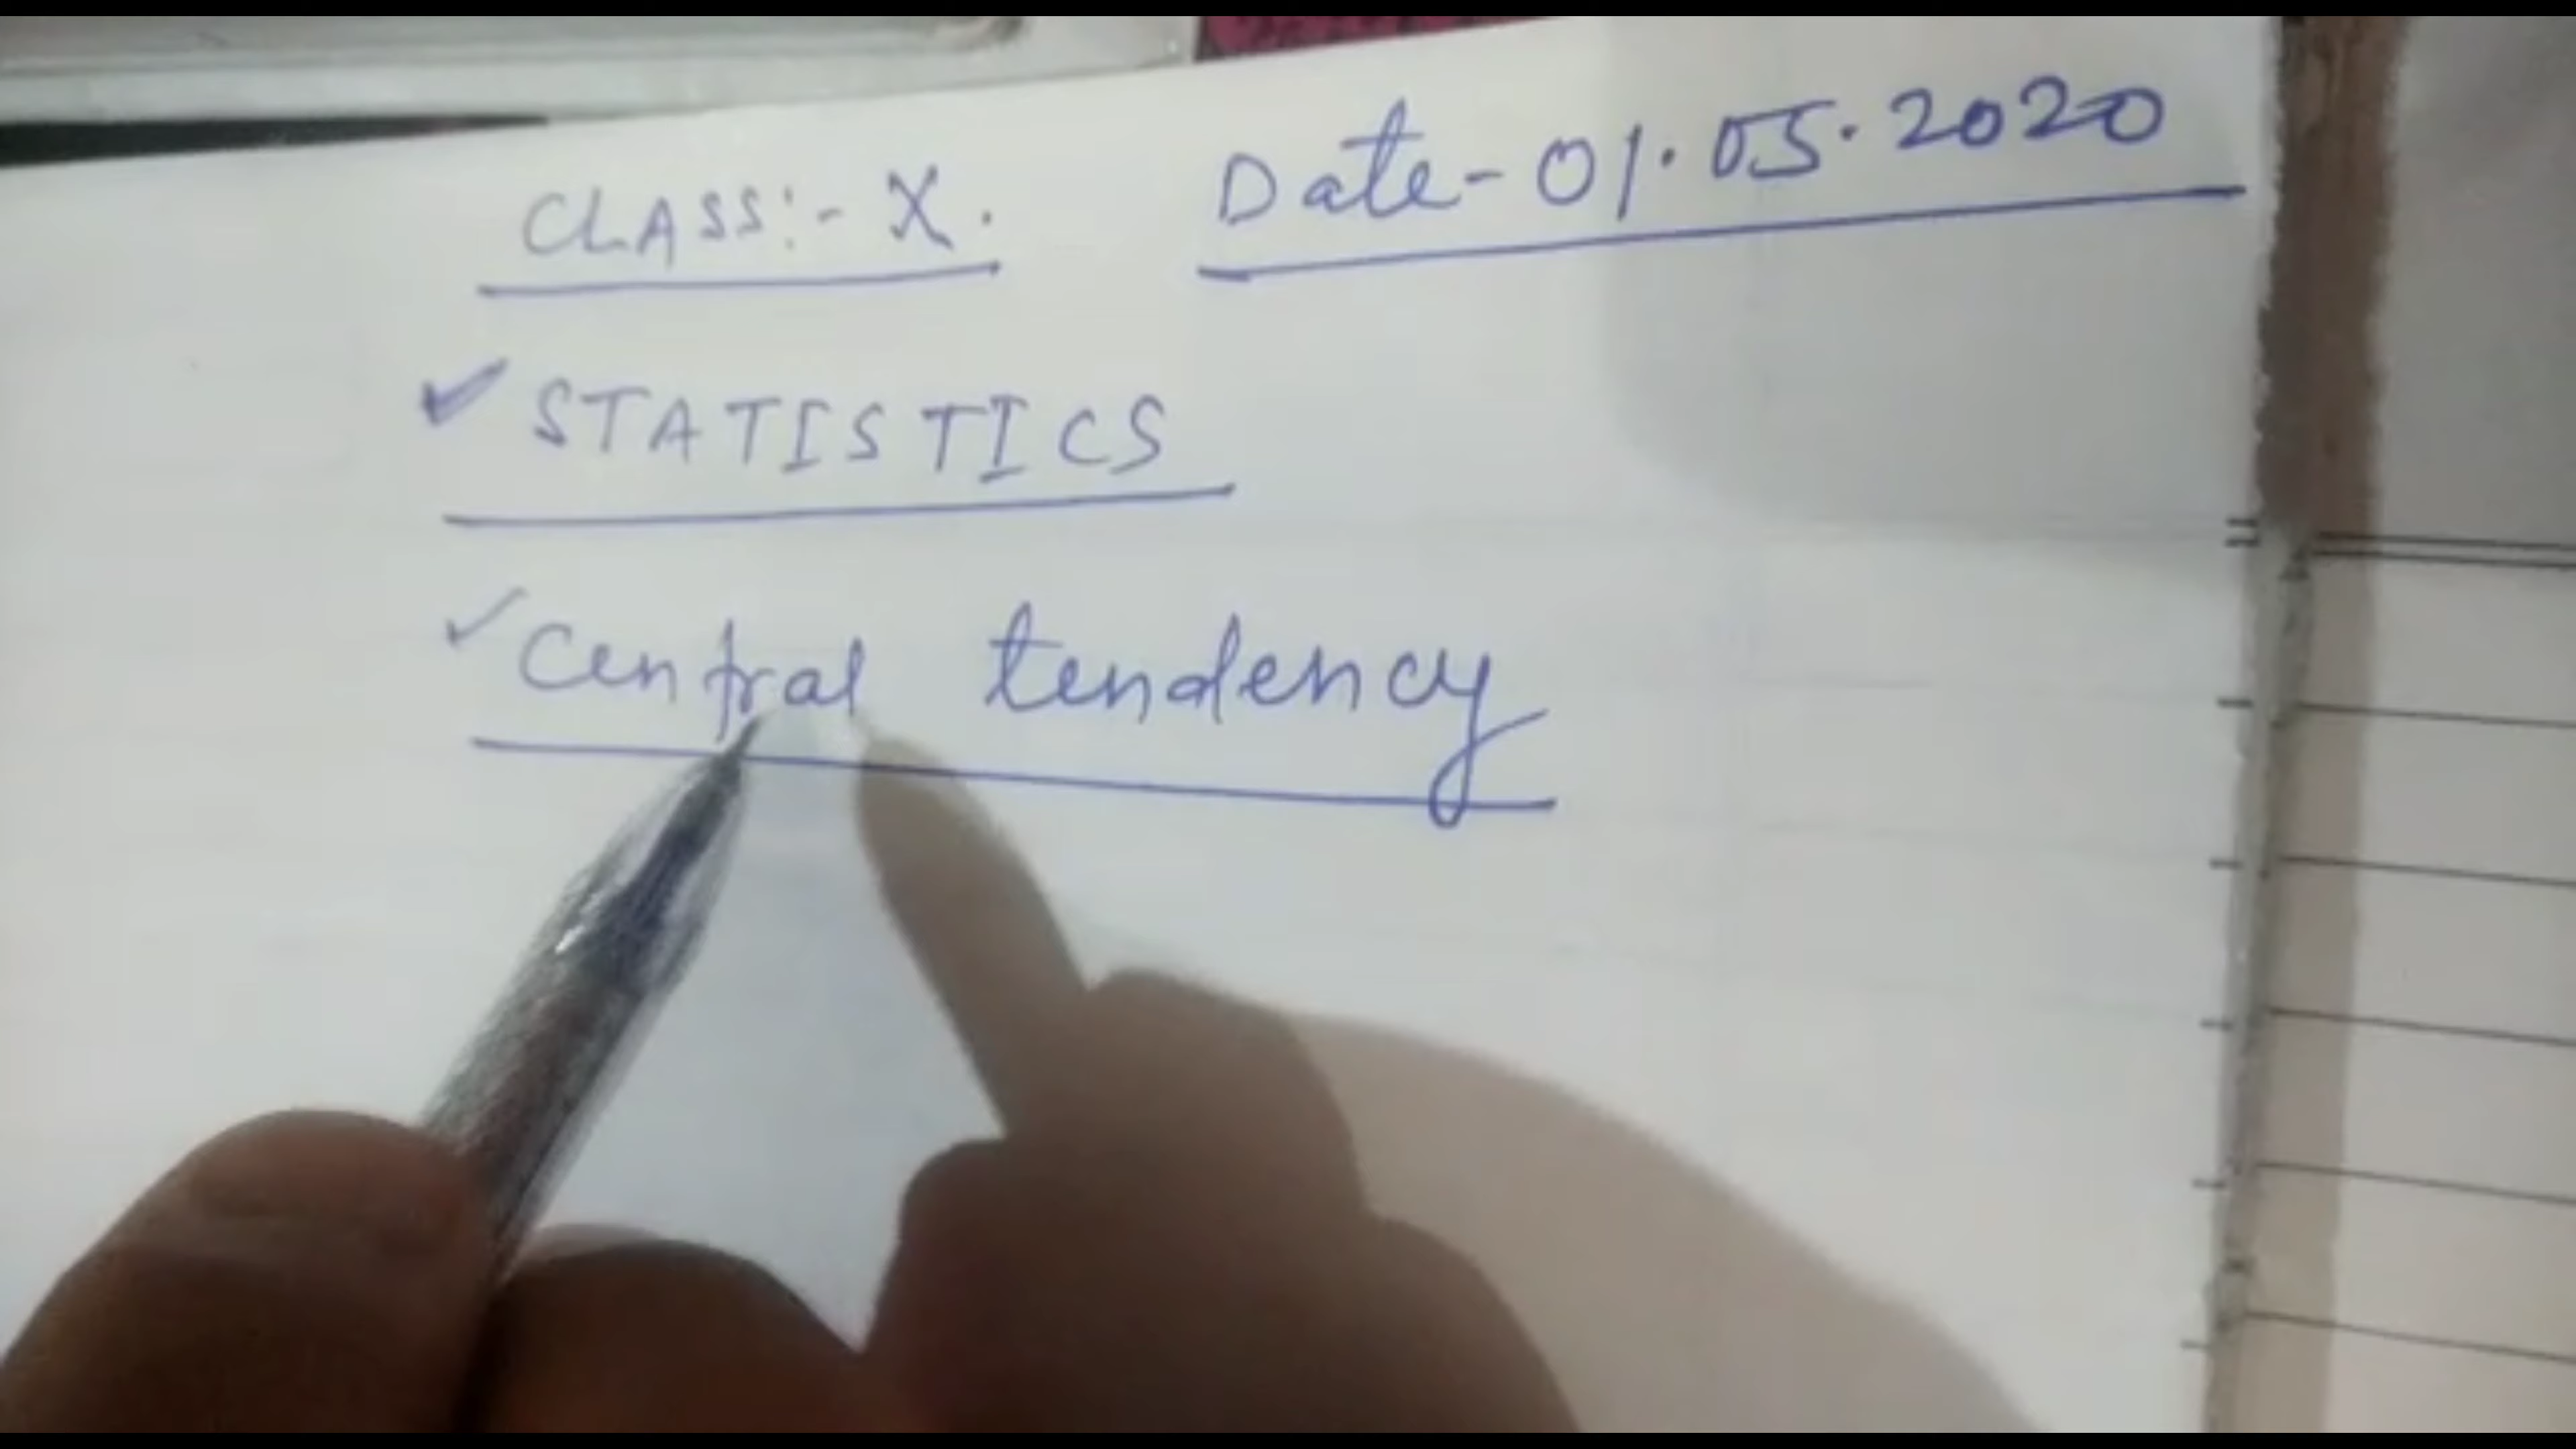 CLASS:- X. Date- 01.05.2020
✓ STATISTICS
✓ Central tendency